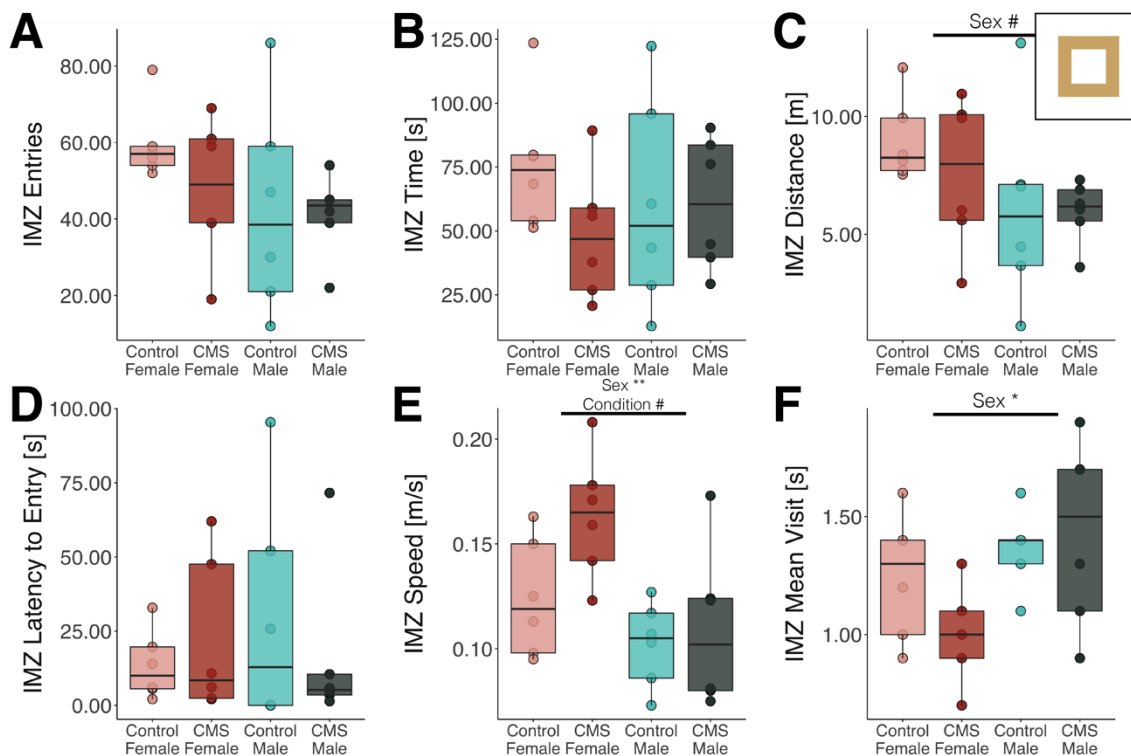 A
IMZ Entries
80.00
60.00
40.00
20.00
Control
Female
CMS
Female
Control
Male
CMS
Male
B
IMZ Time [s]
125.00
100.00
75.00
50.00
25.00
Control
Female
CMS
Female
Control
Male
CMS
Male
C
Sex #
IMZ Distance [m]
10.00
5.00
Control
Female
CMS
Female
Control
Male
CMS
Male
D
IMZ Latency to Entry [s]
100.00
75.00
50.00
25.00
0.00
Control
Female
CMS
Female
Control
Male
CMS
Male
E
Sex **
Condition #
IMZ Speed [m/s]
0.20
0.15
0.10
Control
Female
CMS
Female
Control
Male
CMS
Male
F
Sex *
IMZ Mean Visit [s]
1.50
1.00
Control
Female
CMS
Female
Control
Male
CMS
Male